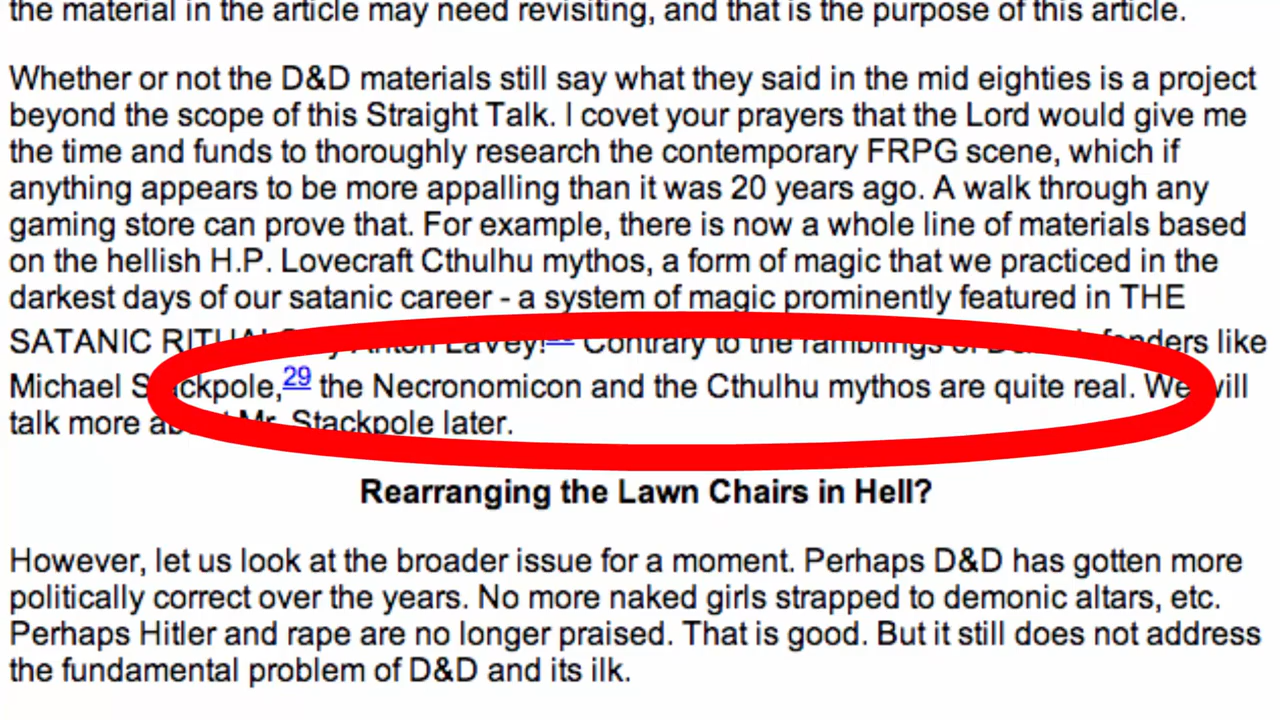 the material in the article may need revisiting, and that is the purpose of this article.
Whether or not the D&D materials still say what they said in the mid eighties is a project
beyond the scope of this Straight Talk. I covet your prayers that the Lord would give me
the time and funds to thoroughly research the contemporary FRPG scene, which if
anything appears to be more appalling than it was 20 years ago. A walk through any
gaming store can prove that. For example, there is now a whole line of materials based
on the hellish H.P. Lovecraft Cthulhu mythos, a form of magic that we practiced in the
darkest days of our satanic career - a system of magic prominently featured in THE
SATANIC Anton LaVey! Contrary to the ramblings of like
Michael Stackpole,29 the Necronomicon and the Cthulhu mythos are quite real. We will
talk more about Mr. Stackpole later.
Rearranging the Lawn Chairs in Hell?
However, let us look at the broader issue for a moment. Perhaps D&D has gotten more
politically correct over the years. No more naked girls strapped to demonic altars, etc.
Perhaps Hitler and rape are no longer praised. That is good. But it still does not address
the fundamental problem of D&D and its ilk.